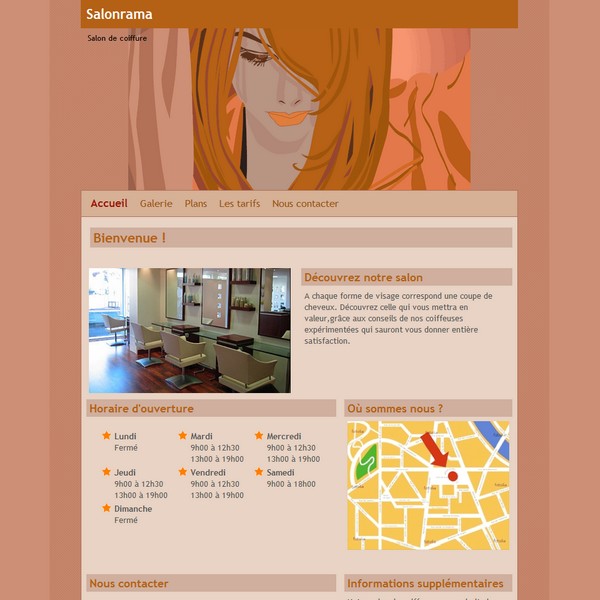 Salonrama
Salon de coiffure
Accueil Galerie Plans Les tarifs Nous contacter
Bienvenue !
Découvrez notre salon
A chaque forme de visage correspond une coupe de
cheveux. Découvrez celle qui vous mettra en
valeur,grâce aux conseils de nos coiffeuses
expérimentées qui sauront vous donner entière
satisfaction.
Horaire d'ouverture
Lundi
Fermé
Mardi
9h00 à 12h30
13h00 à 19h00
Mercredi
9h00 à 12h30
13h00 à 19h00
Jeudi
9h00 à 12h30
13h00 à 19h00
Vendredi
9h00 à 12h30
13h00 à 19h00
Samedi
9h00 à 18h00
Dimanche
Fermé
Où sommes nous ?
Nous contacter
Informations supplémentaires